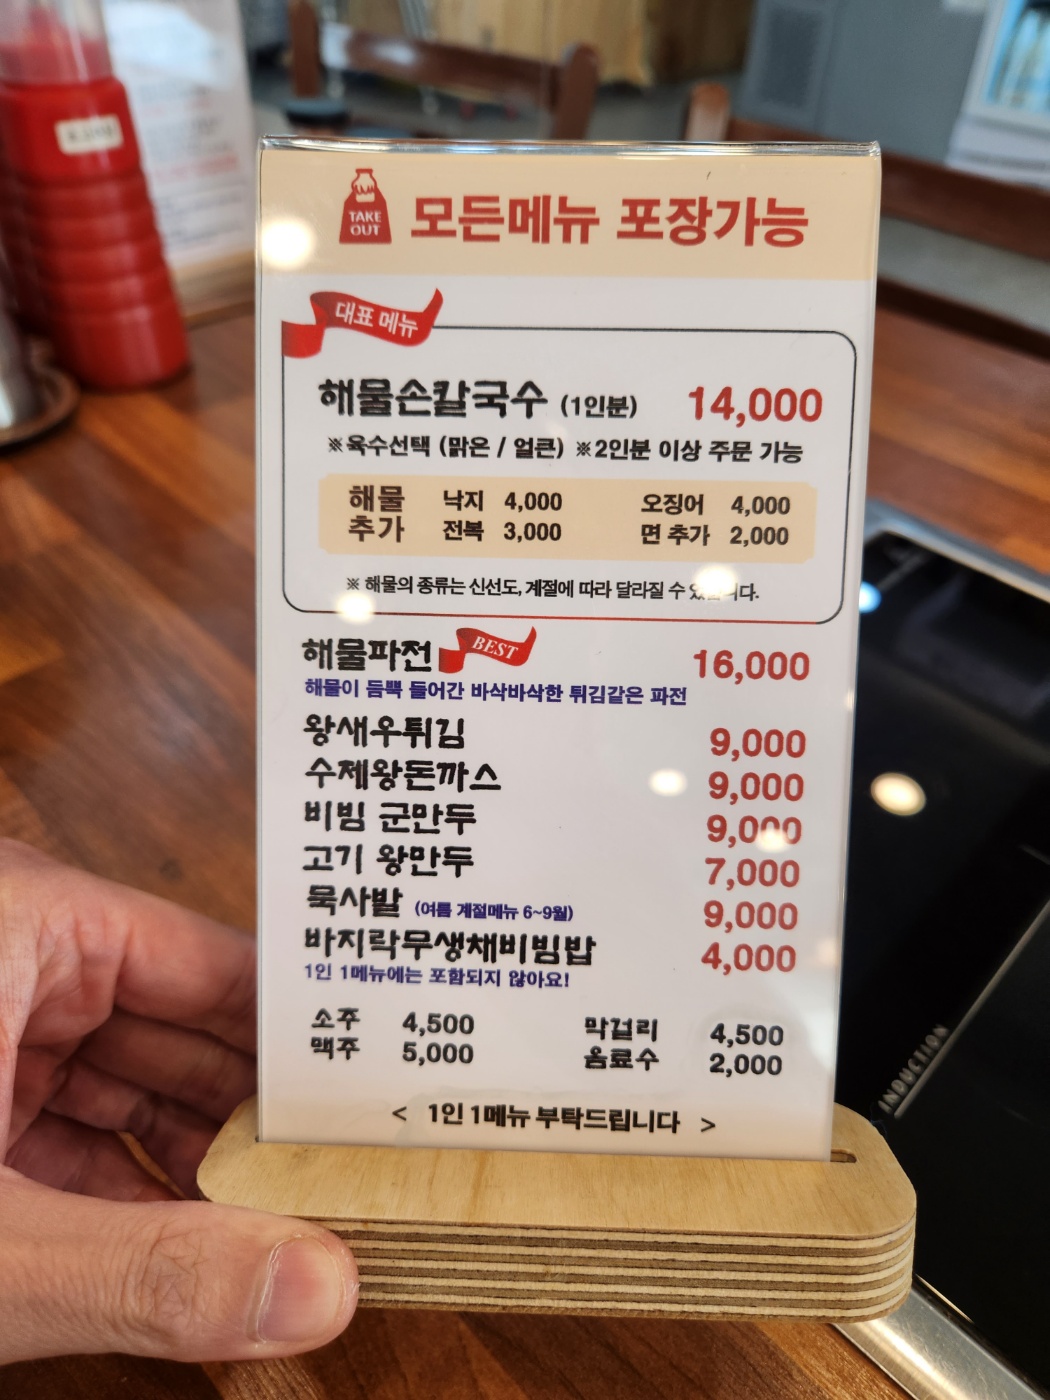 TAKE
OUT
모든메뉴 포장가능
대표 메뉴
해물손칼국수 (1인분) 14,000
※육수선택 (맑은 / 얼큰) ※2인분 이상 주문 가능
해물 낙지 4,000 오징어 4,000
추가 전복 3,000 면 추가 2,000
※ 해물의 종류는 신선도, 계절에 따라 달라질 수 있습니다.
해물파전 BEST 16,000
해물이 듬뿍 들어간 바삭바삭한 튀김같은 파전
왕새우튀김 9,000
수제왕돈까스 9,000
비빔 군만두 9,000
고기 왕만두 7,000
묵사발 (여름 계절메뉴 6~9월) 9,000
바지락무생채비빔밥 4,000
1인 1메뉴에는 포함되지 않아요!
소주 4,500 막걸리 4,500
맥주 5,000 음료수 2,000
< 1인 1메뉴 부탁드립니다 >
INDUCTION